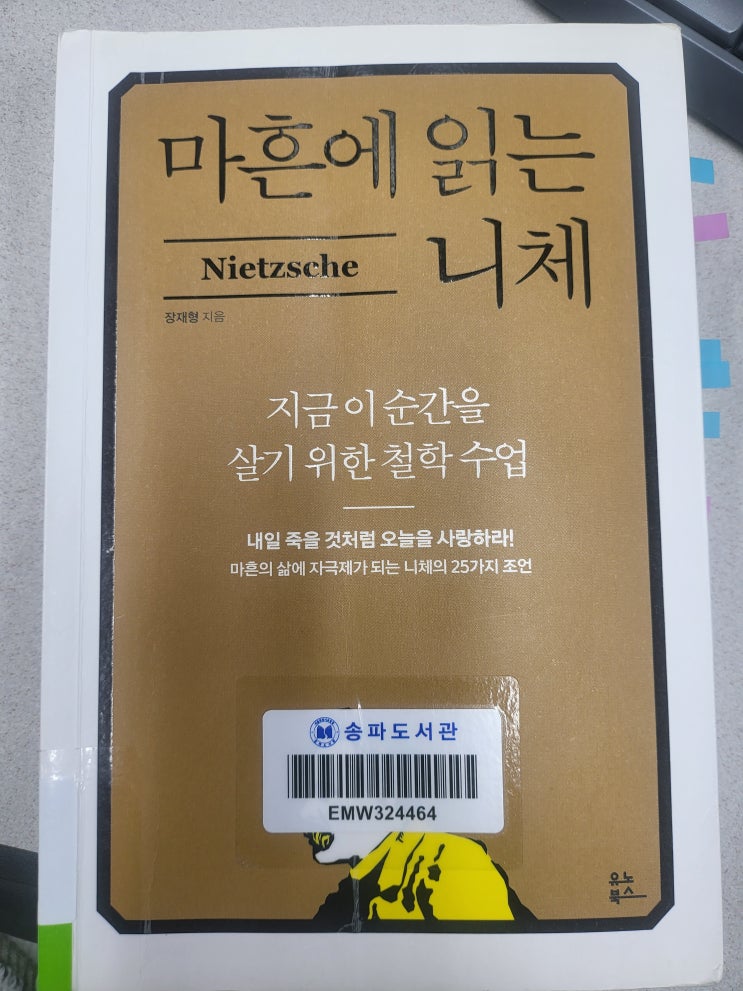 마흔에 읽는
니체
Nietzsche
장재형 지음
지금 이 순간을
살기 위한 철학 수업
내일 죽을 것처럼 오늘을 사랑하라!
마흔의 삶에 자극제가 되는 니체의 25가지 조언
송파도서관
EMW324464
유노
북스